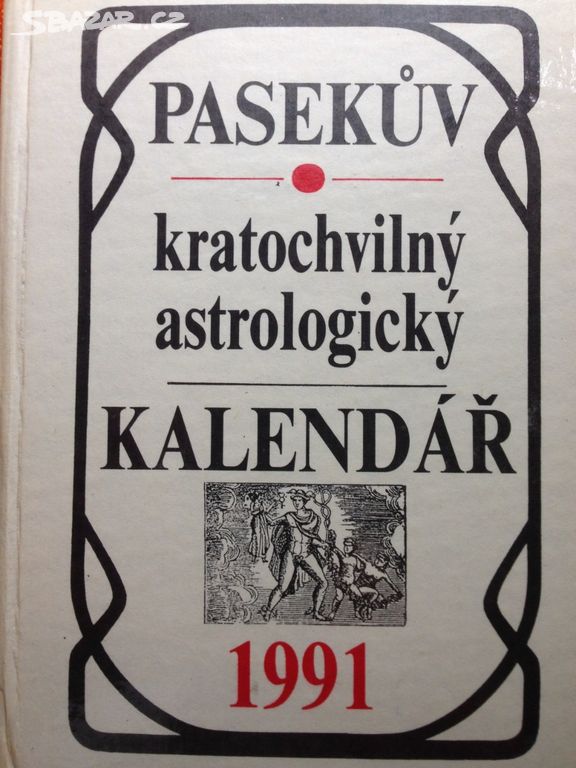 SBAZAR.CZ
PASEKŮV
kratochvilný
astrologický
KALENDÁŘ
1991